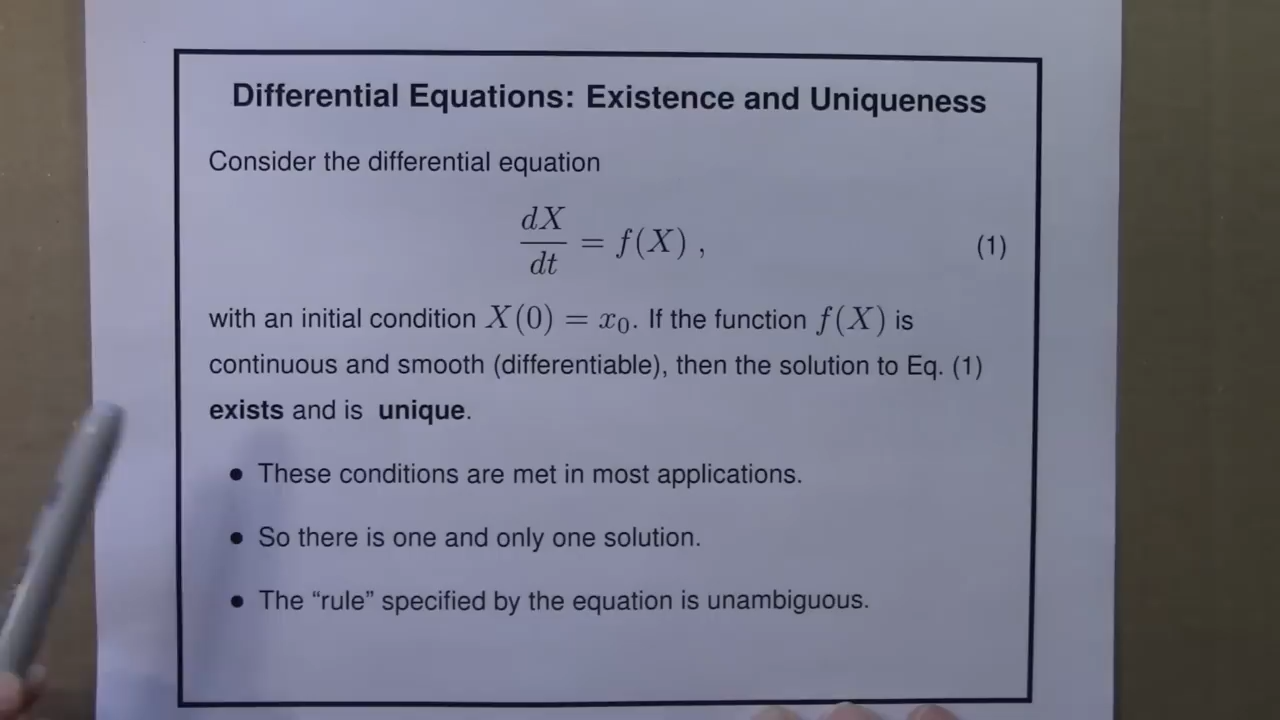 Differential Equations: Existence and Uniqueness
Consider the differential equation
dX/dt = f(X) , (1)
with an initial condition X(0) = x₀. If the function f(X) is
continuous and smooth (differentiable), then the solution to Eq. (1)
exists and is unique.
• These conditions are met in most applications.
• So there is one and only one solution.
• The “rule” specified by the equation is unambiguous.